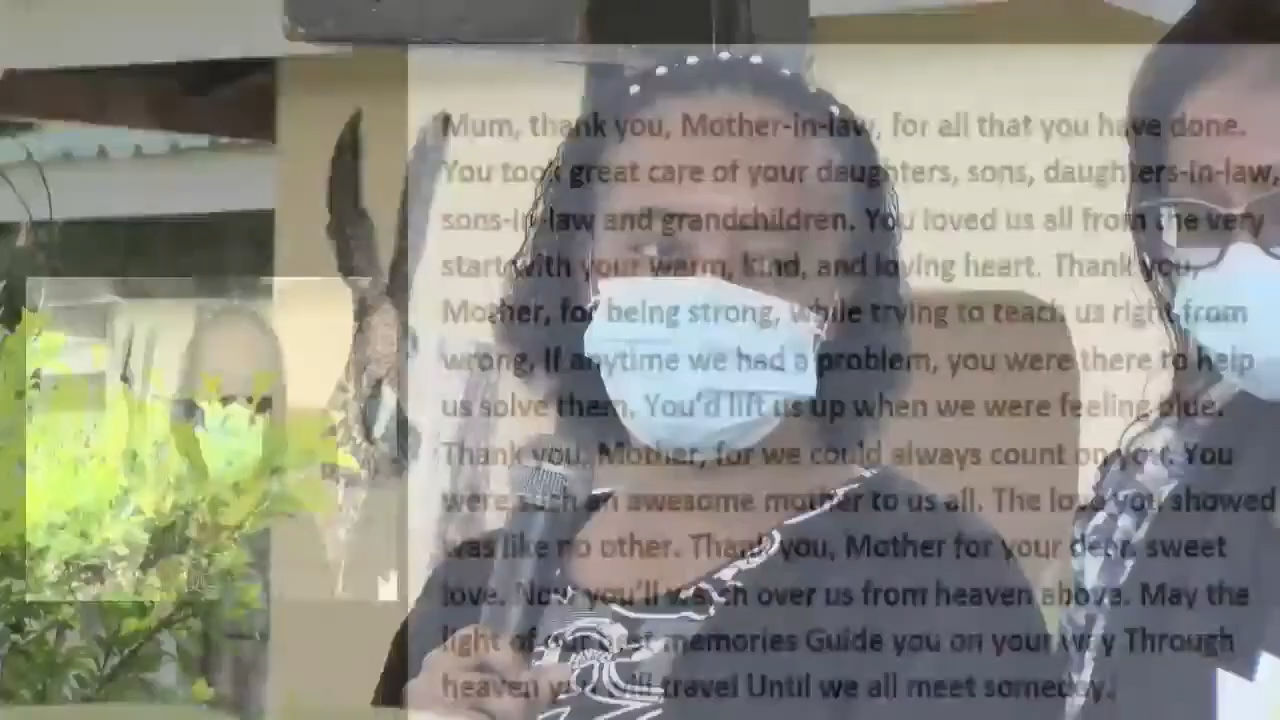 Mum, thank you, Mother-in-law, for all that you have done.
You took great care of your daughters, sons, daughters-in-law,
sons-in-law and grandchildren. You loved us all from the very
start with your warm, kind, and loving heart. Thank you,
Mother, for being strong, while trying to teach us right from
wrong, If anytime we had a problem, you were there to help
us solve them, You'd lift us up when we were feeling blue.
Thank you, Mother, for we could always count on you. You
were such an awesome mother to us all. The love you showed
was like no other. Thank you, Mother for your dear, sweet
love. Now you'll watch over us from heaven above. May the
light of our best memories Guide you on your way Through
heaven you will travel Until we all meet someday.